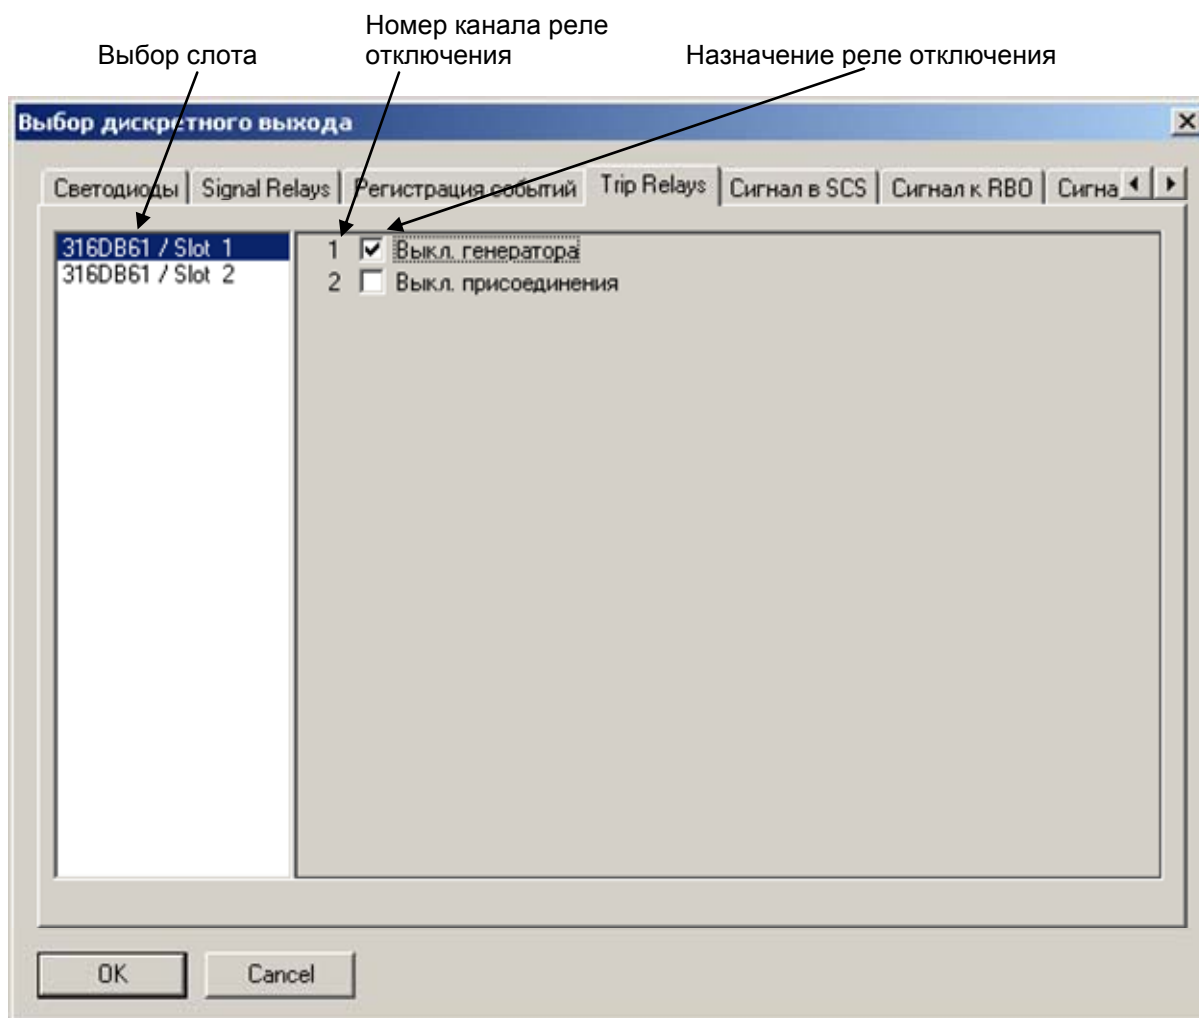 Номер канала реле
Выбор слота отключения Назначение реле отключения
Выбор дискретного выхода
Светодиоды Signal Relays Регистрация событий Trip Relays Сигнал в SCS Сигнал к RBO Сигна
316DB61 / Slot 1 1 Выкл. генератора
316DB61 / Slot 2 2 Выкл. присоединения
OK Cancel